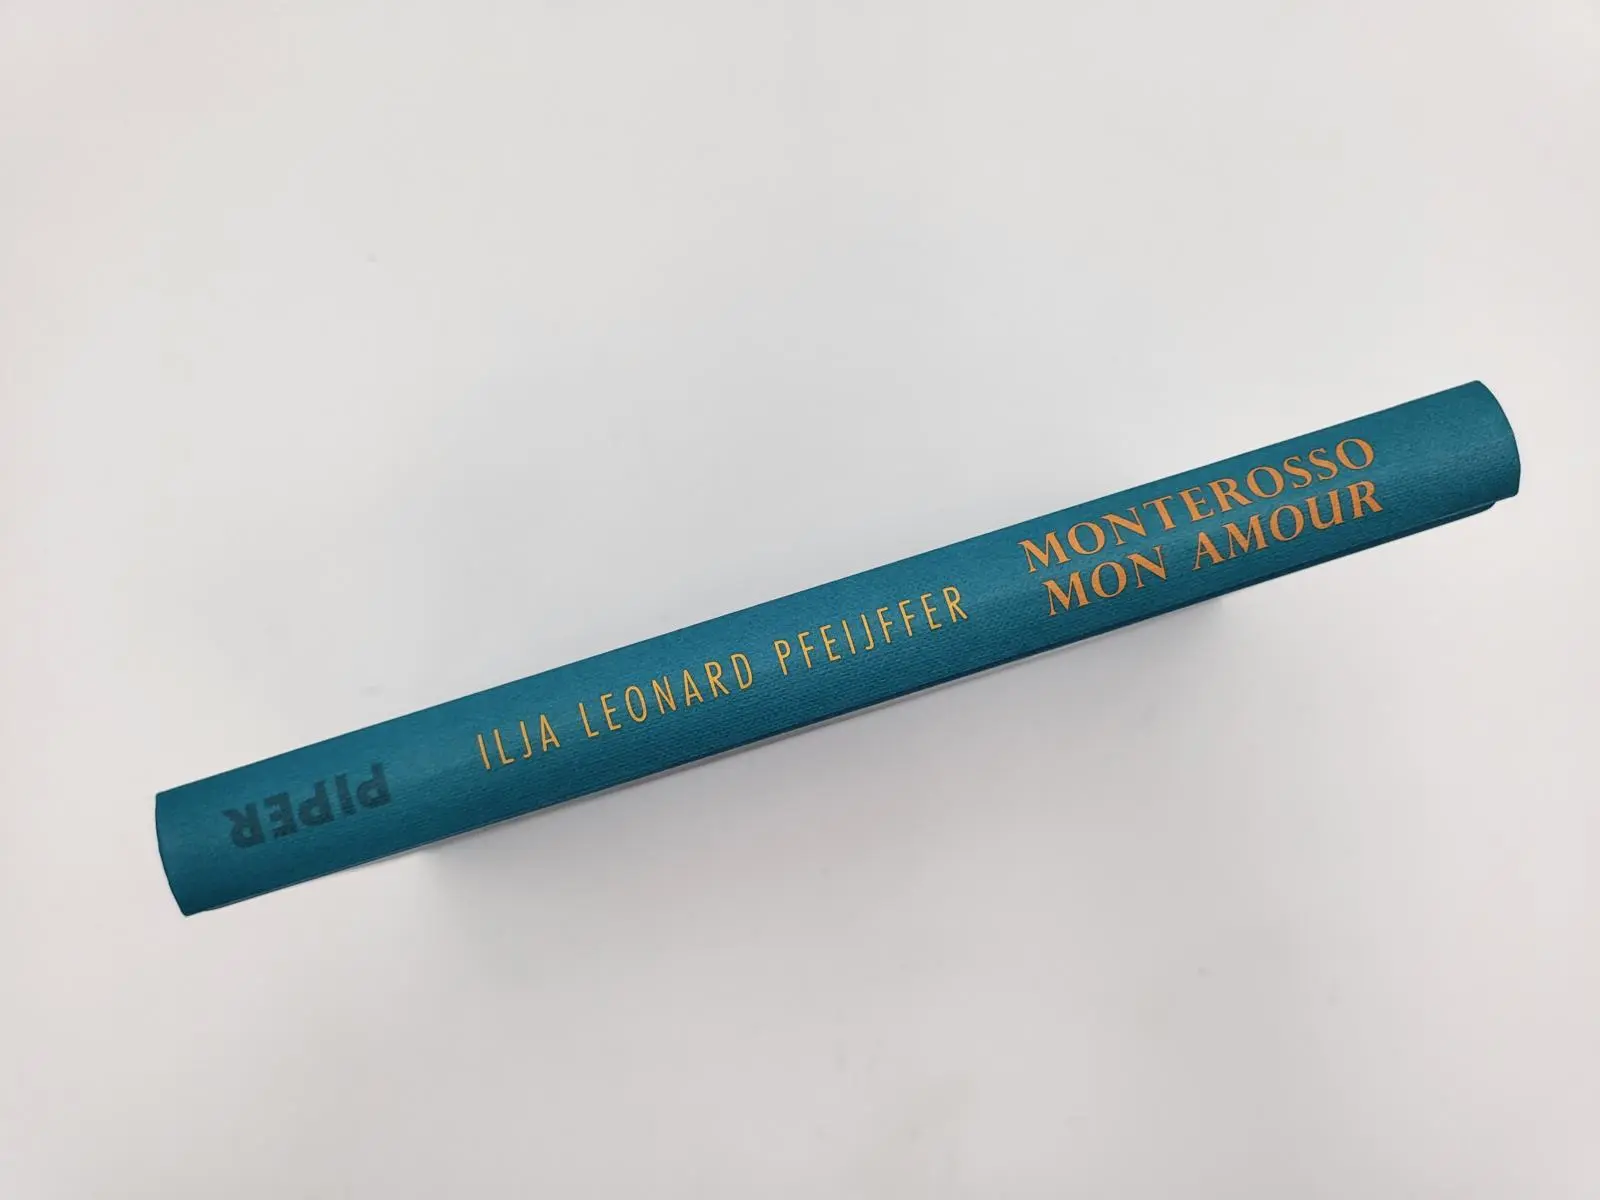 ILJA LEONARD PFEIJFFER
MONTEROSSO
MON AMOUR
PIPER